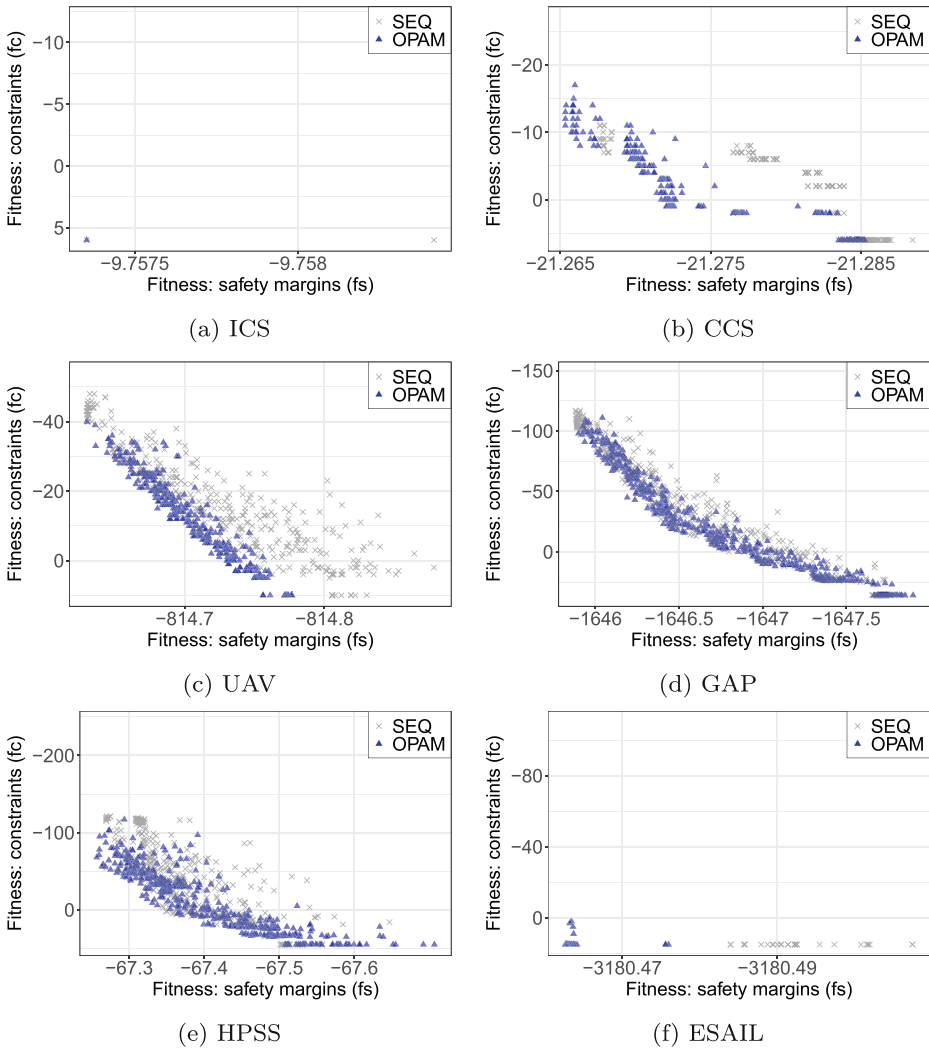 SEQ
OPAM
Fitness: constraints (fc)
−10
−5
0
5
−9.7575
−9.758
Fitness: safety margins (fs)
(a) ICS
SEQ
OPAM
Fitness: constraints (fc)
−20
−10
0
−21.265
−21.275
−21.285
Fitness: safety margins (fs)
(b) CCS
SEQ
OPAM
Fitness: constraints (fc)
−40
−20
0
−814.7
−814.8
Fitness: safety margins (fs)
(c) UAV
SEQ
OPAM
Fitness: constraints (fc)
−150
−100
−50
0
−1646
−1646.5
−1647
−1647.5
Fitness: safety margins (fs)
(d) GAP
SEQ
OPAM
Fitness: constraints (fc)
−200
−100
0
−67.3
−67.4
−67.5
−67.6
Fitness: safety margins (fs)
(e) HPSS
SEQ
OPAM
Fitness: constraints (fc)
−80
−40
0
−3180.47
−3180.49
Fitness: safety margins (fs)
(f) ESAIL